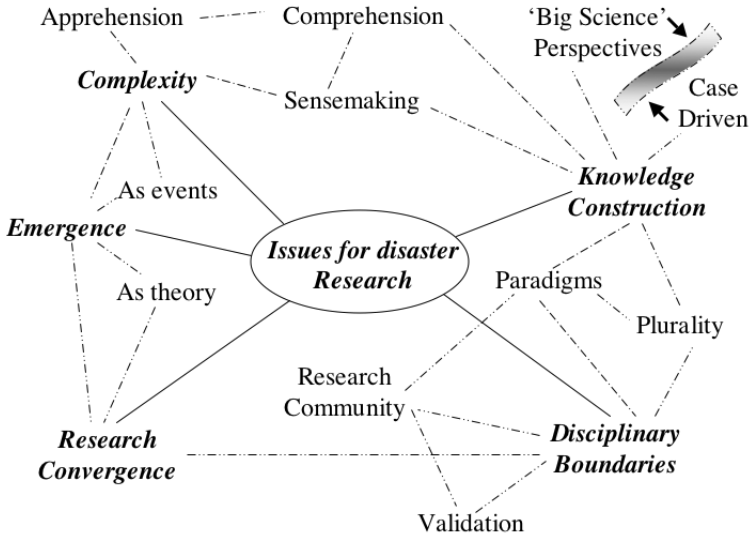 Apprehension
Comprehension
‘Big Science’
Perspectives
Complexity
Sensemaking
Case
Driven
As events
Knowledge
Construction
Emergence
Issues for disaster
Research
As theory
Paradigms
Plurality
Research
Community
Research
Convergence
Disciplinary
Boundaries
Validation